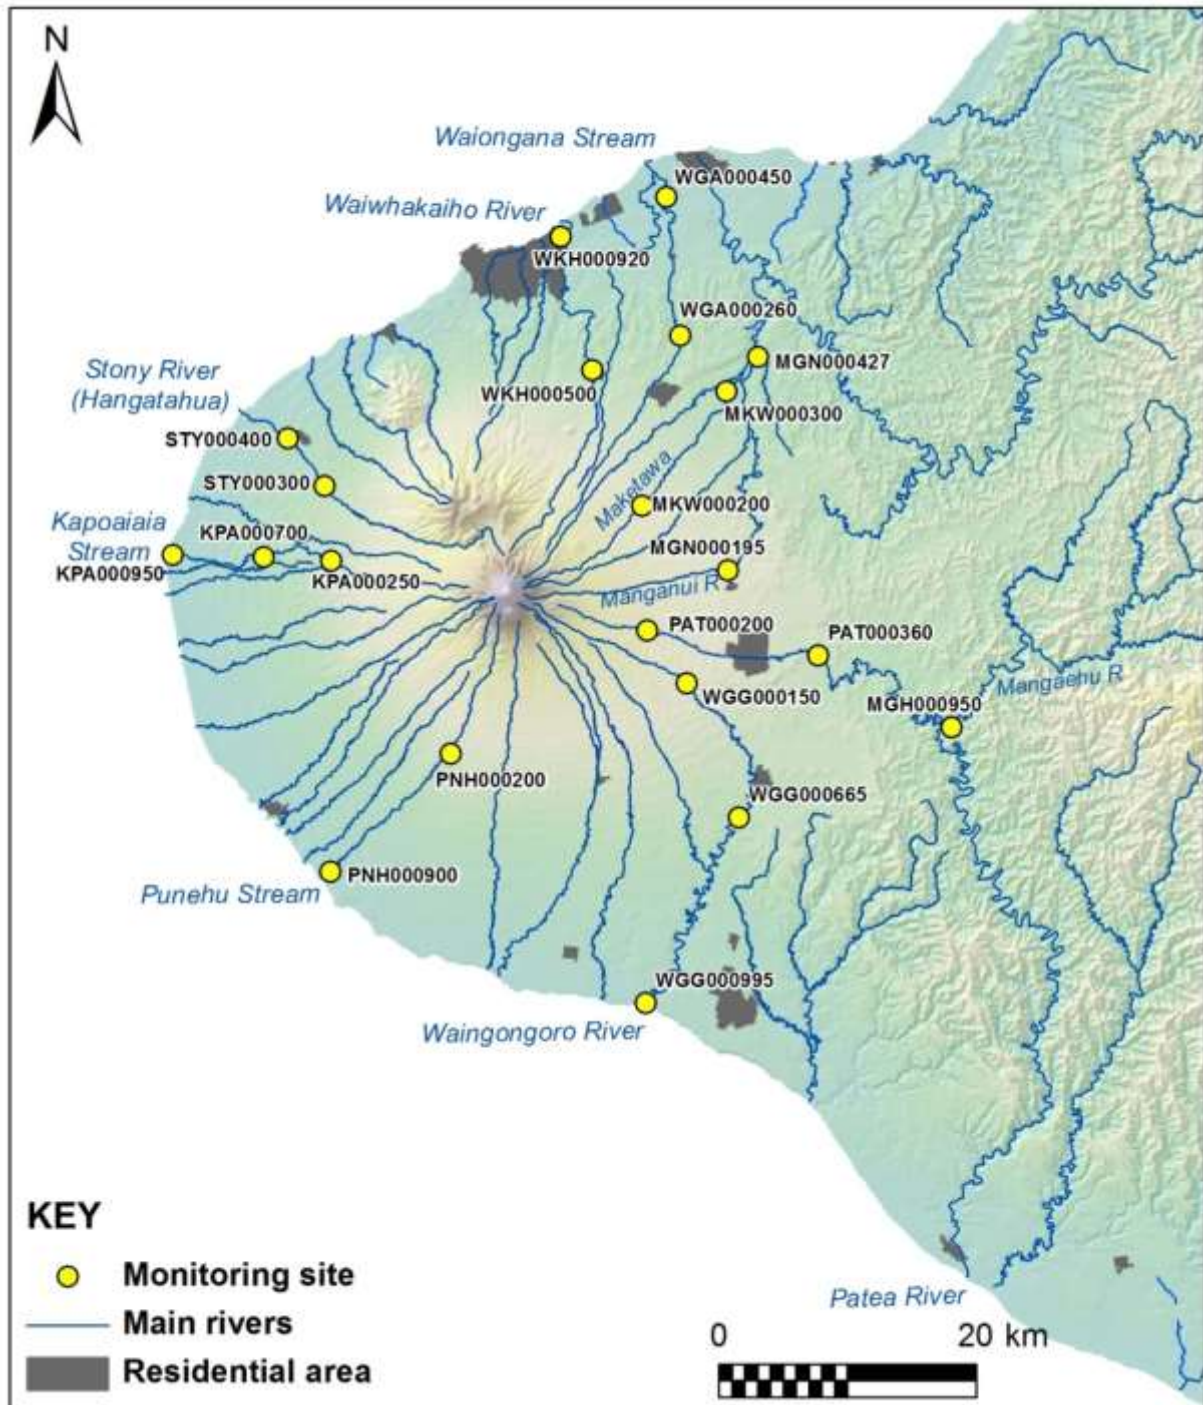 N
Waiongana Stream
WGA000450
Waiwhakaiho River
WKH000920
WGA000260
MGN000427
Stony River
(Hangatahua)
WKH000500
MKW000300
STY000400
Maketawa
STY000300
MKW000200
Kapoaiaia
Stream
KPA000700
MGN000195
KPA000950
KPA000250
Manganui R
PAT000200
PAT000360
Mangaehu R
WGG000150
MGH000950
PNH000200
WGG000665
PNH000900
Punehu Stream
WGG000995
Waingongoro River
Patea River
KEY
Monitoring site
Main rivers
Residential area
0 20 km